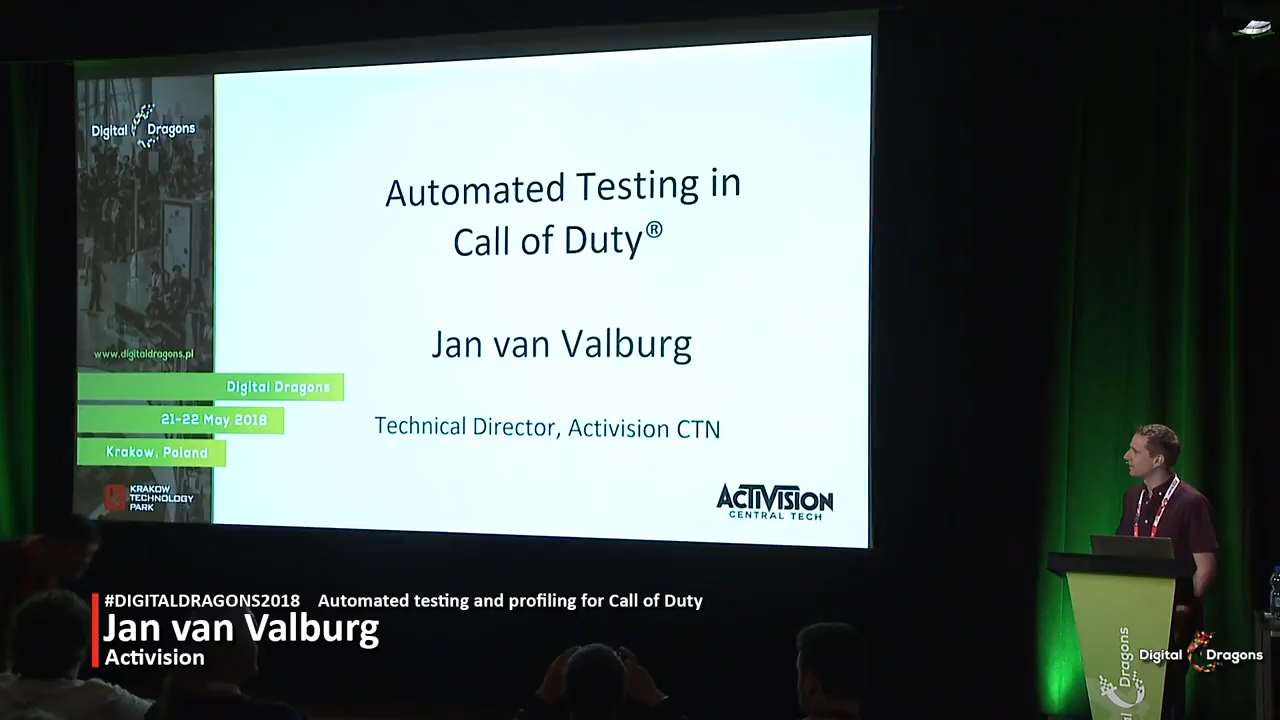 Digital Dragons
Automated Testing in
Call of Duty®
Jan van Valburg
www.digitaldragons.pl
Digital Dragons
21-22 May 2018
Technical Director, Activision CTN
Krakow, Poland
KRAKOW
TECHNOLOGY
PARK
ACTIVISION
CENTRAL TECH
#DIGITALDRAGONS2018 Automated testing and profiling for Call of Duty
Jan van Valburg
Activision
Digital Dragons
al Dragons